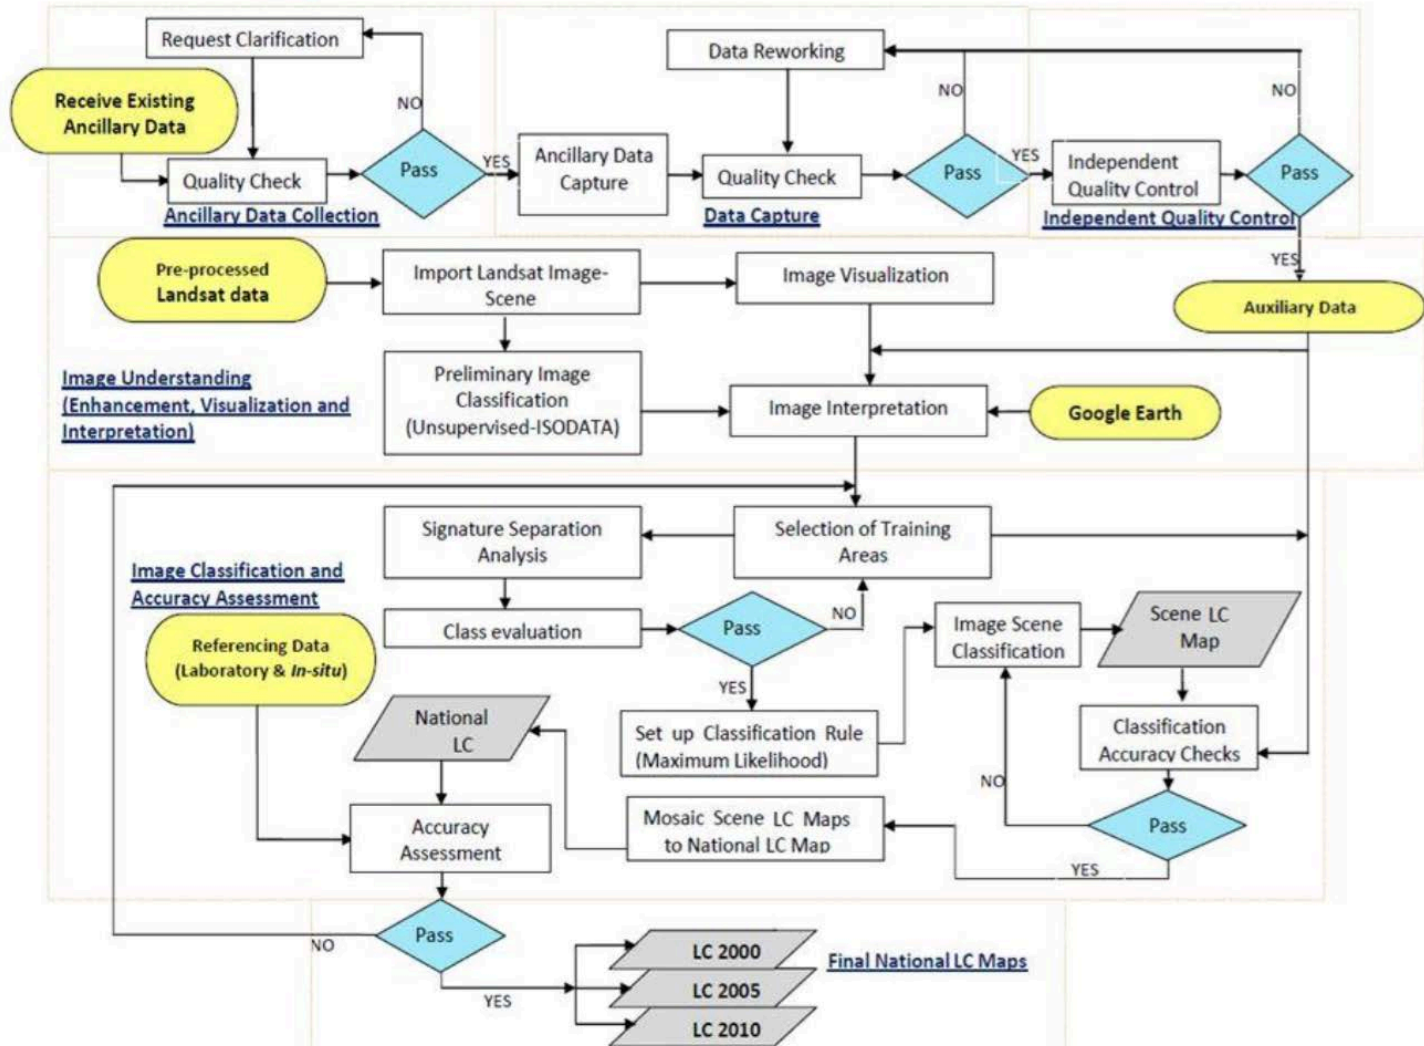 Request Clarification
NO
Receive Existing
Ancillary Data
Quality Check
Pass
YES
Ancillary Data Collection
Data Reworking
NO
NO
Ancillary Data
Capture
Quality Check
Pass
YES
Data Capture
Independent
Quality Control
Pass
Independent Quality Control
YES
Pre-processed
Landsat data
Import Landsat Image-
Scene
Image Visualization
Auxiliary Data
Image Understanding
(Enhancement, Visualization and
Interpretation)
Preliminary Image
Classification
(Unsupervised-ISODATA)
Image Interpretation
Google Earth
Signature Separation
Analysis
Selection of Training
Areas
Image Classification and
Accuracy Assessment
Class evaluation
Pass
NO
Image Scene
Classification
Scene LC
Map
Referencing Data
(Laboratory & In-situ)
YES
National
LC
Set up Classification Rule
(Maximum Likelihood)
Classification
Accuracy Checks
NO
Accuracy
Assessment
Mosaic Scene LC Maps
to National LC Map
Pass
YES
Pass
NO
YES
LC 2000
LC 2005
LC 2010
Final National LC Maps